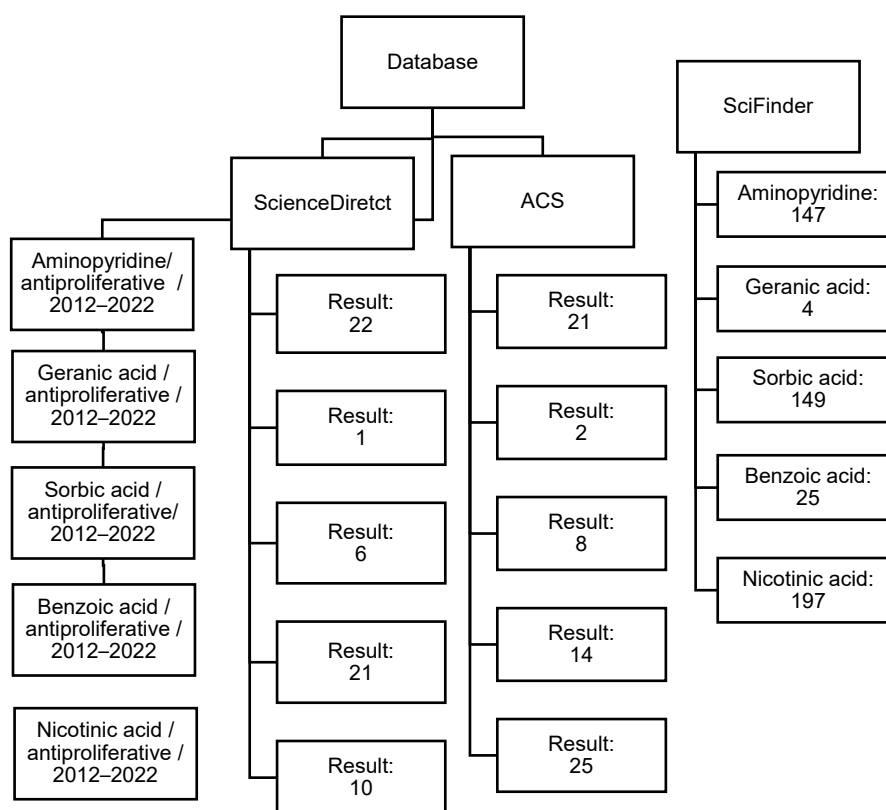 Database
SciFinder
ScienceDiretct
ACS
Aminopyridine/
antiproliferative /
2012–2022
Geranic acid /
antiproliferative /
2012–2022
Sorbic acid /
antiproliferative/
2012–2022
Benzoic acid /
antiproliferative /
2012–2022
Nicotinic acid /
antiproliferative /
2012–2022
Result:
22
Result:
1
Result:
6
Result:
21
Result:
10
Result:
21
Result:
2
Result:
8
Result:
14
Result:
25
Aminopyridine:
147
Geranic acid:
4
Sorbic acid:
149
Benzoic acid:
25
Nicotinic acid:
197